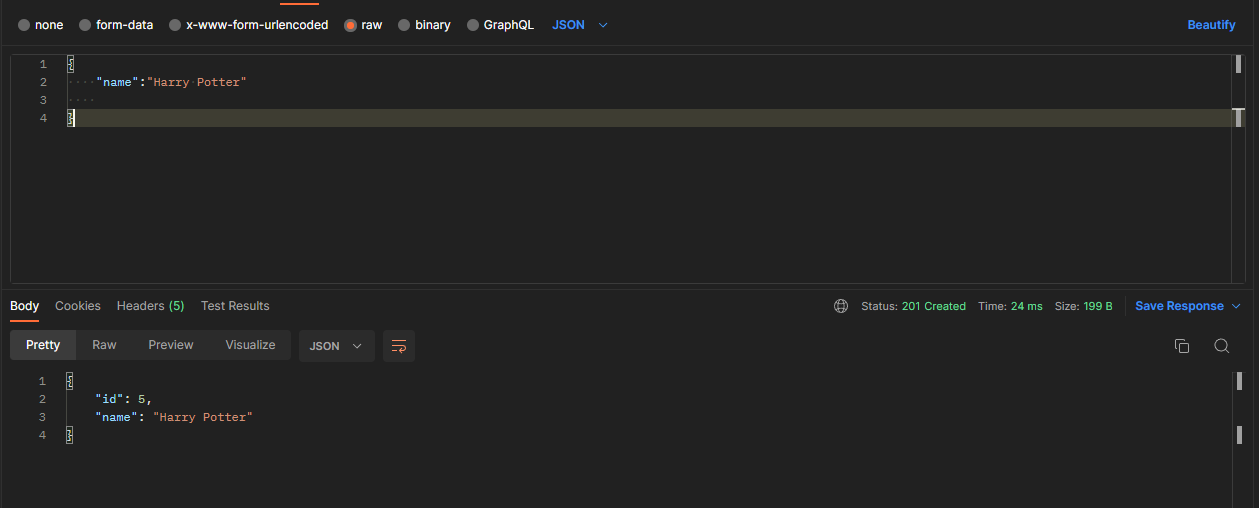 none form-data x-www-form-urlencoded raw binary GraphQL JSON Beautify
1 {
2 "name":"Harry Potter"
3
4 }
Body Cookies Headers (5) Test Results Status: 201 Created Time: 24 ms Size: 199 B Save Response
Pretty Raw Preview Visualize JSON
1 {
2 "id": 5,
3 "name": "Harry Potter"
4 }